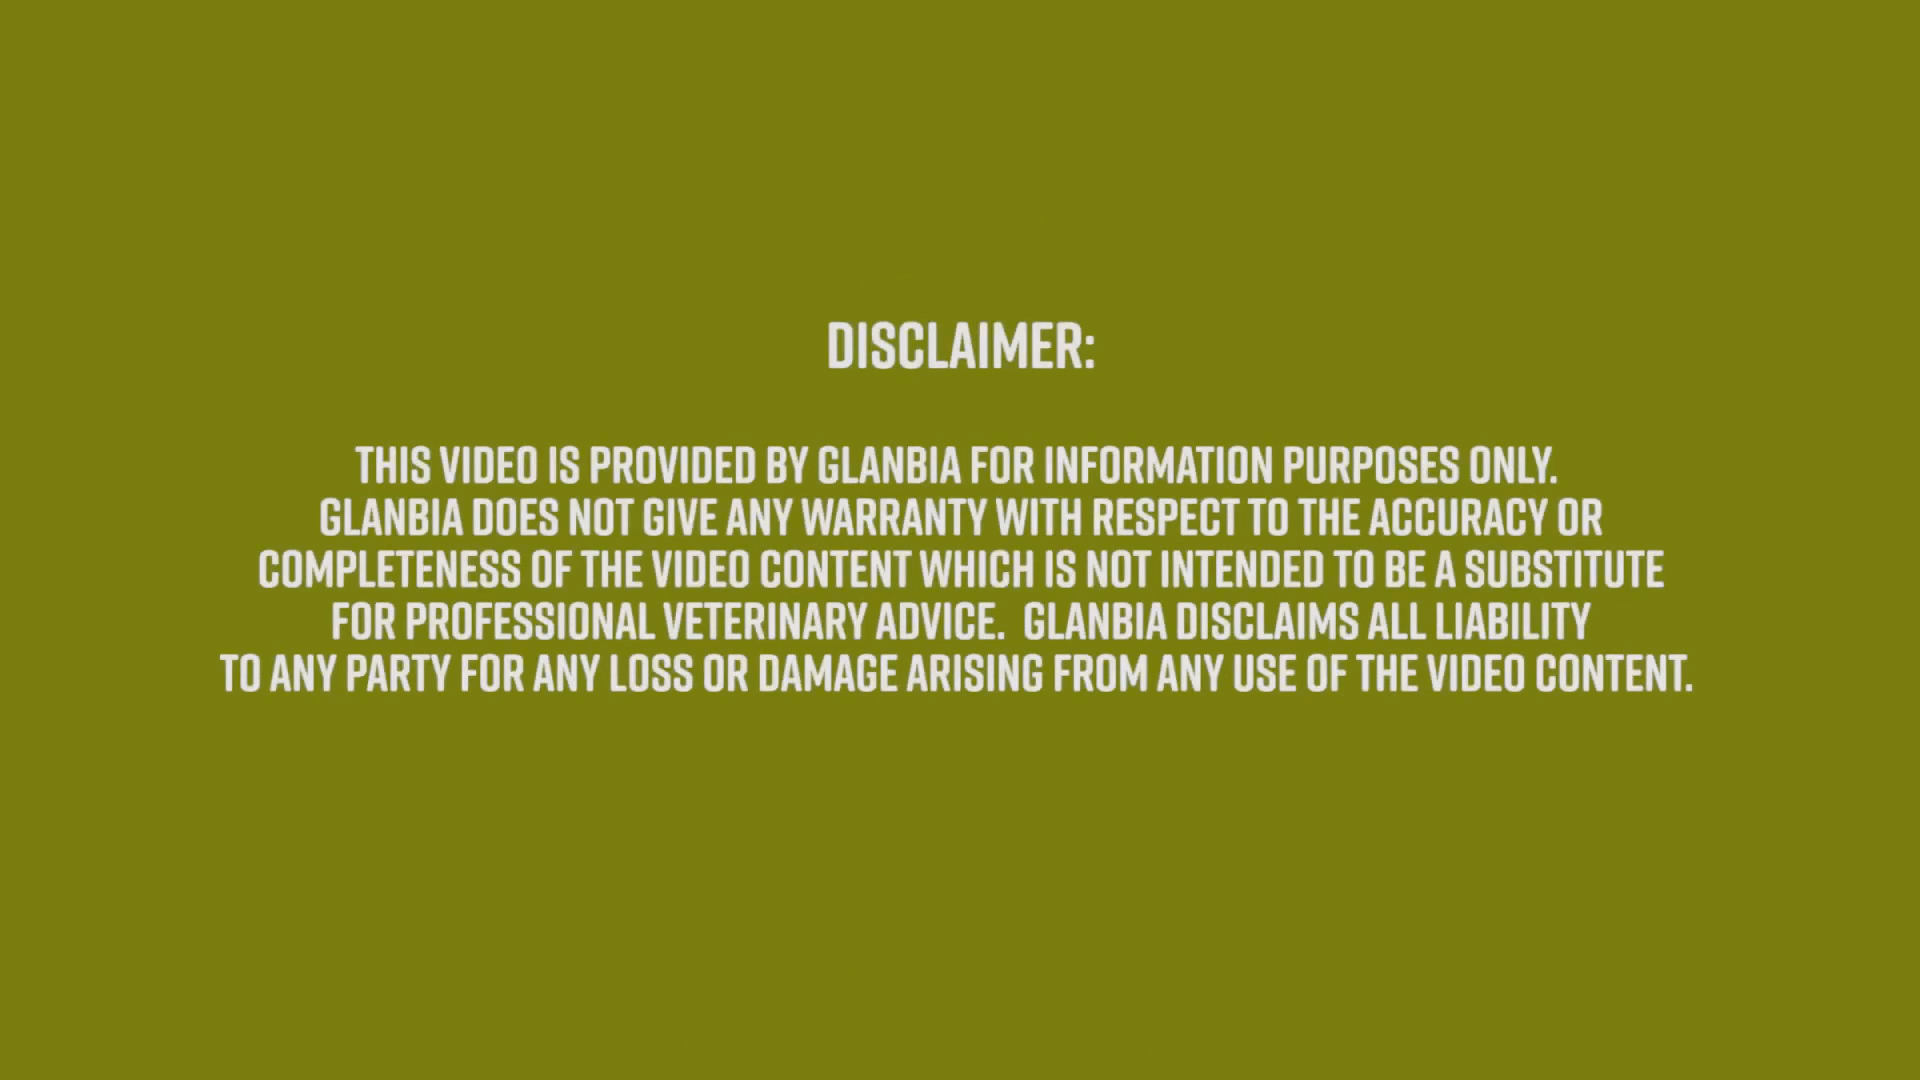 DISCLAIMER:
THIS VIDEO IS PROVIDED BY GLANBIA FOR INFORMATION PURPOSES ONLY.
GLANBIA DOES NOT GIVE ANY WARRANTY WITH RESPECT TO THE ACCURACY OR
COMPLETENESS OF THE VIDEO CONTENT WHICH IS NOT INTENDED TO BE A SUBSTITUTE
FOR PROFESSIONAL VETERINARY ADVICE. GLANBIA DISCLAIMS ALL LIABILITY
TO ANY PARTY FOR ANY LOSS OR DAMAGE ARISING FROM ANY USE OF THE VIDEO CONTENT.